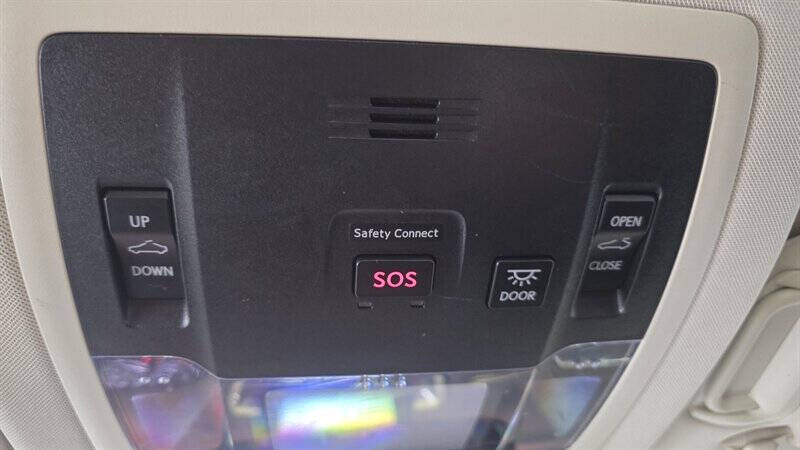 UP
DOWN
Safety Connect
SOS
DOOR
OPEN
CLOSE